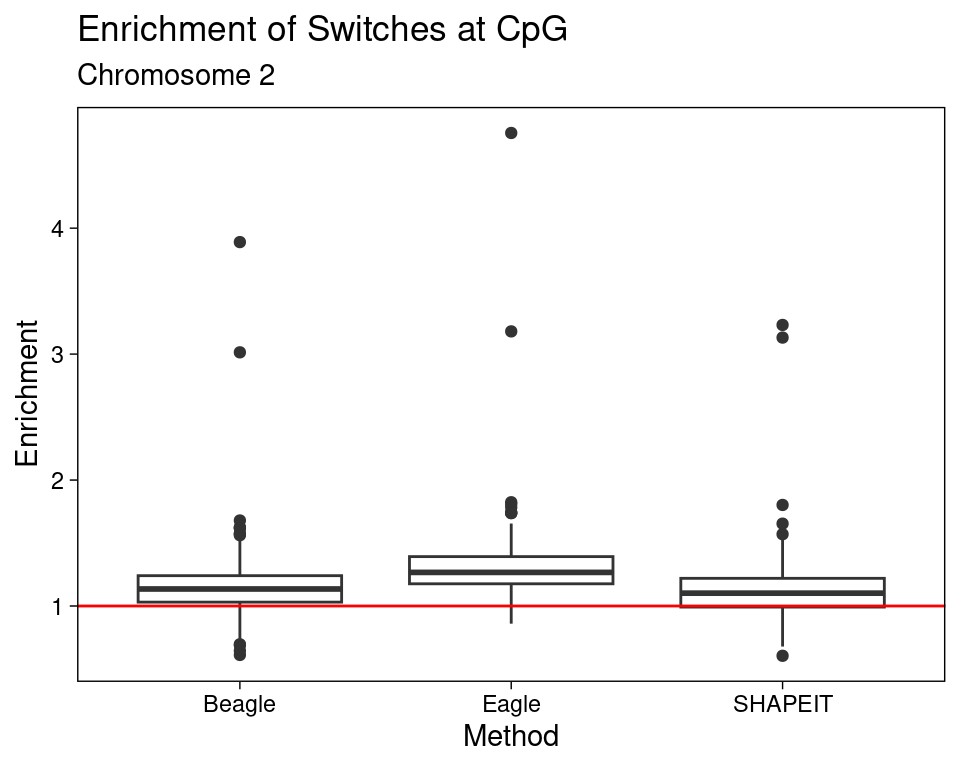 Enrichment of Switches at CpG
Chromosome 2
Enrichment
4
3
2
1
Beagle Eagle SHAPEIT
Method